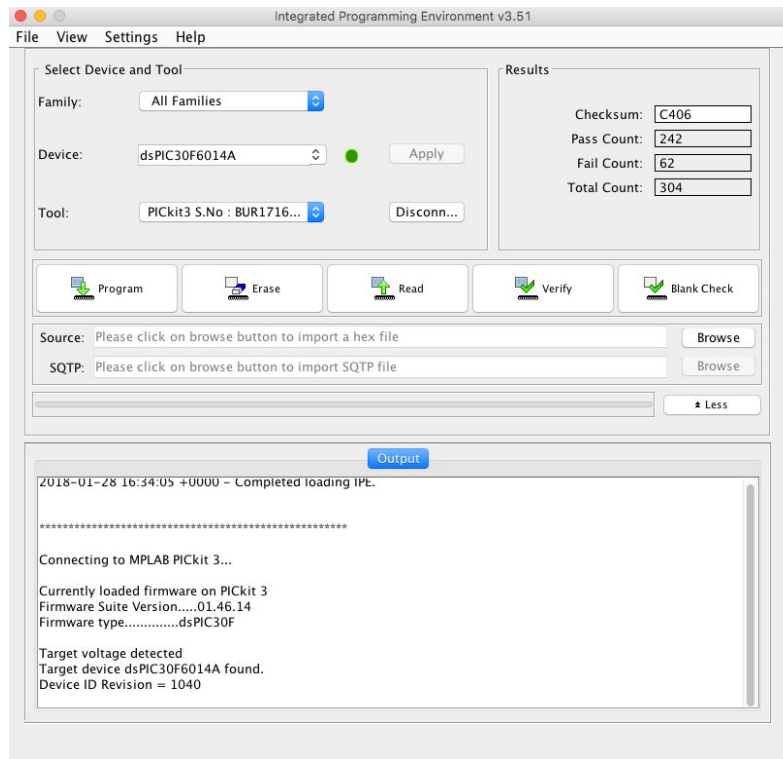 Integrated Programming Environment v3.51
File View Settings Help
Select Device and Tool
Family: All Families
Device: dsPIC30F6014A Apply
Tool: PICkit3 S.No : BUR1716... Disconn...
Results
Checksum: C406
Pass Count: 242
Fail Count: 62
Total Count: 304
Program Erase Read Verify Blank Check
Source: Please click on browse button to import a hex file Browse
SQTP: Please click on browse button to import SQTP file Browse
Less
Output
2018-01-28 16:34:05 +0000 - Completed loading IPE.
*****************************************************
Connecting to MPLAB PICkit 3...
Currently loaded firmware on PICkit 3
Firmware Suite Version.....01.46.14
Firmware type..............dsPIC30F
Target voltage detected
Target device dsPIC30F6014A found.
Device ID Revision = 1040